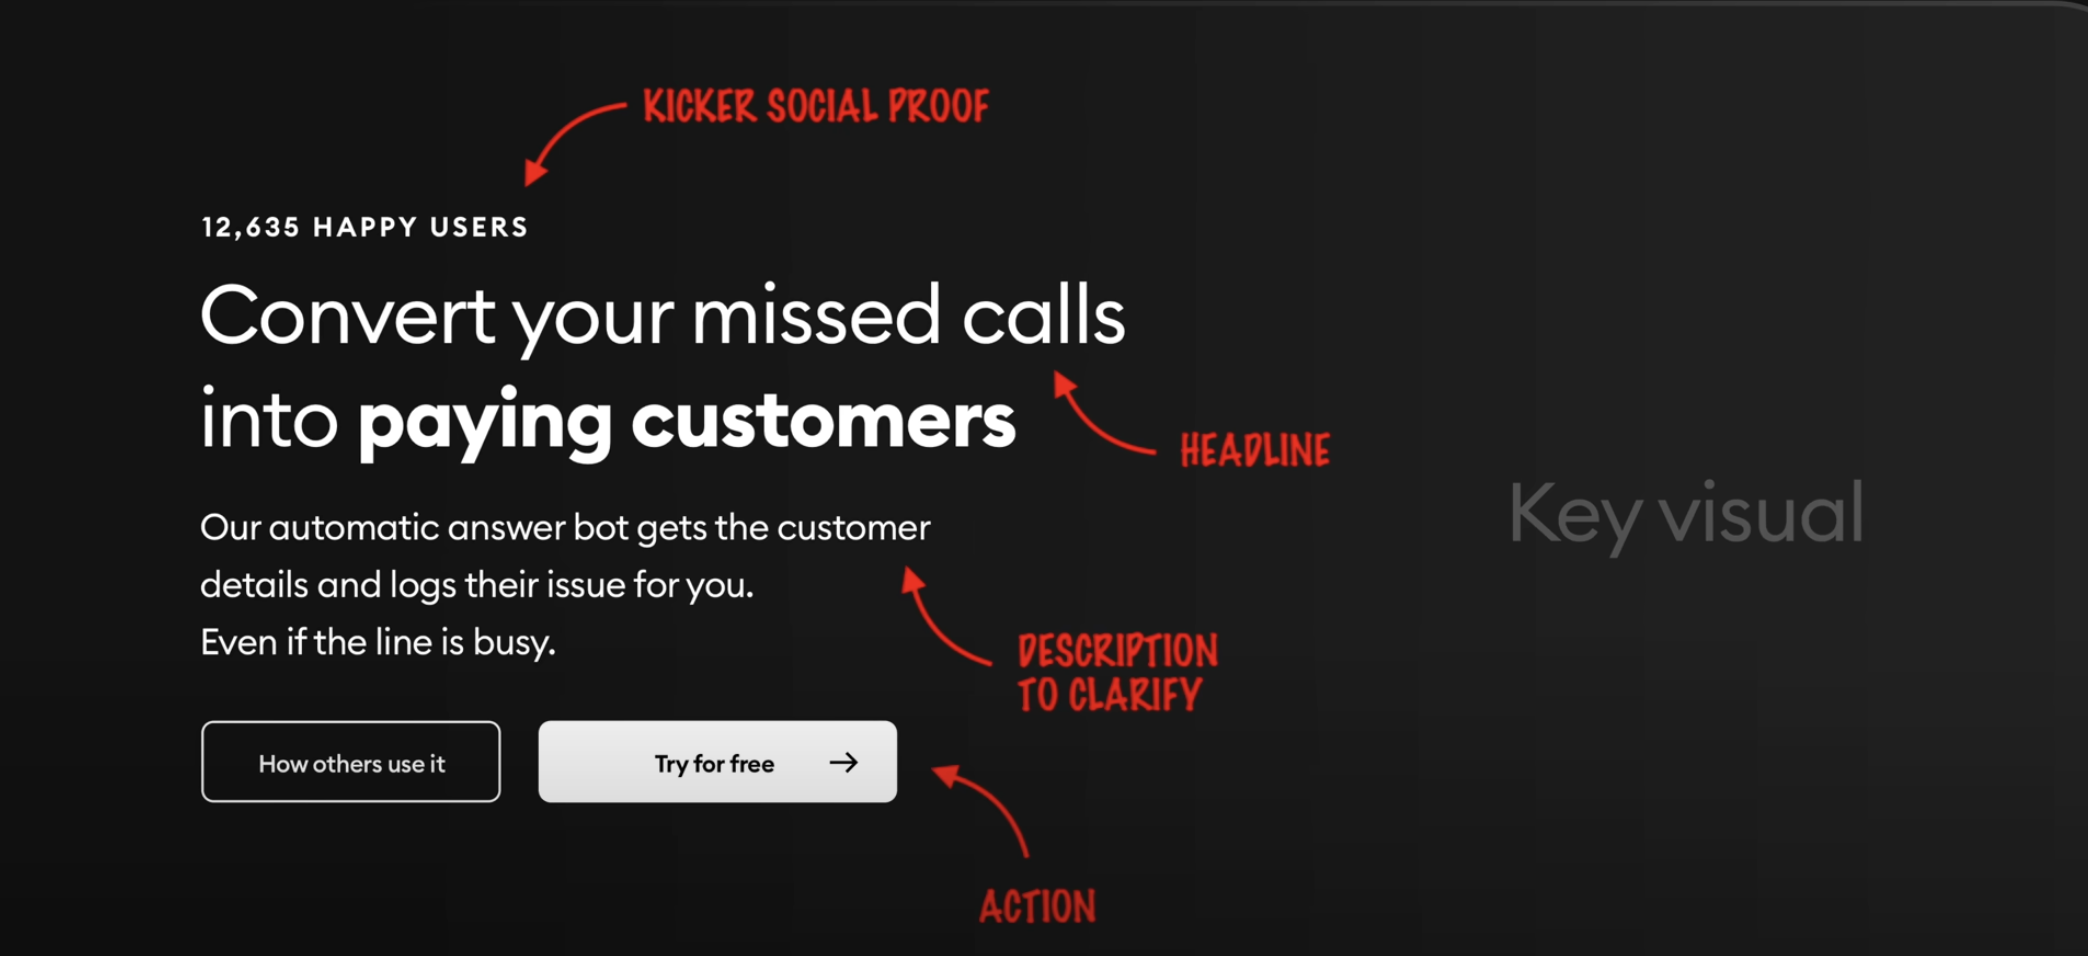 KICKER SOCIAL PROOF
12,635 HAPPY USERS
Convert your missed calls
into paying customers
HEADLINE
Key visual
Our automatic answer bot gets the customer
details and logs their issue for you.
Even if the line is busy.
DESCRIPTION
TO CLARIFY
How others use it
Try for free →
ACTION